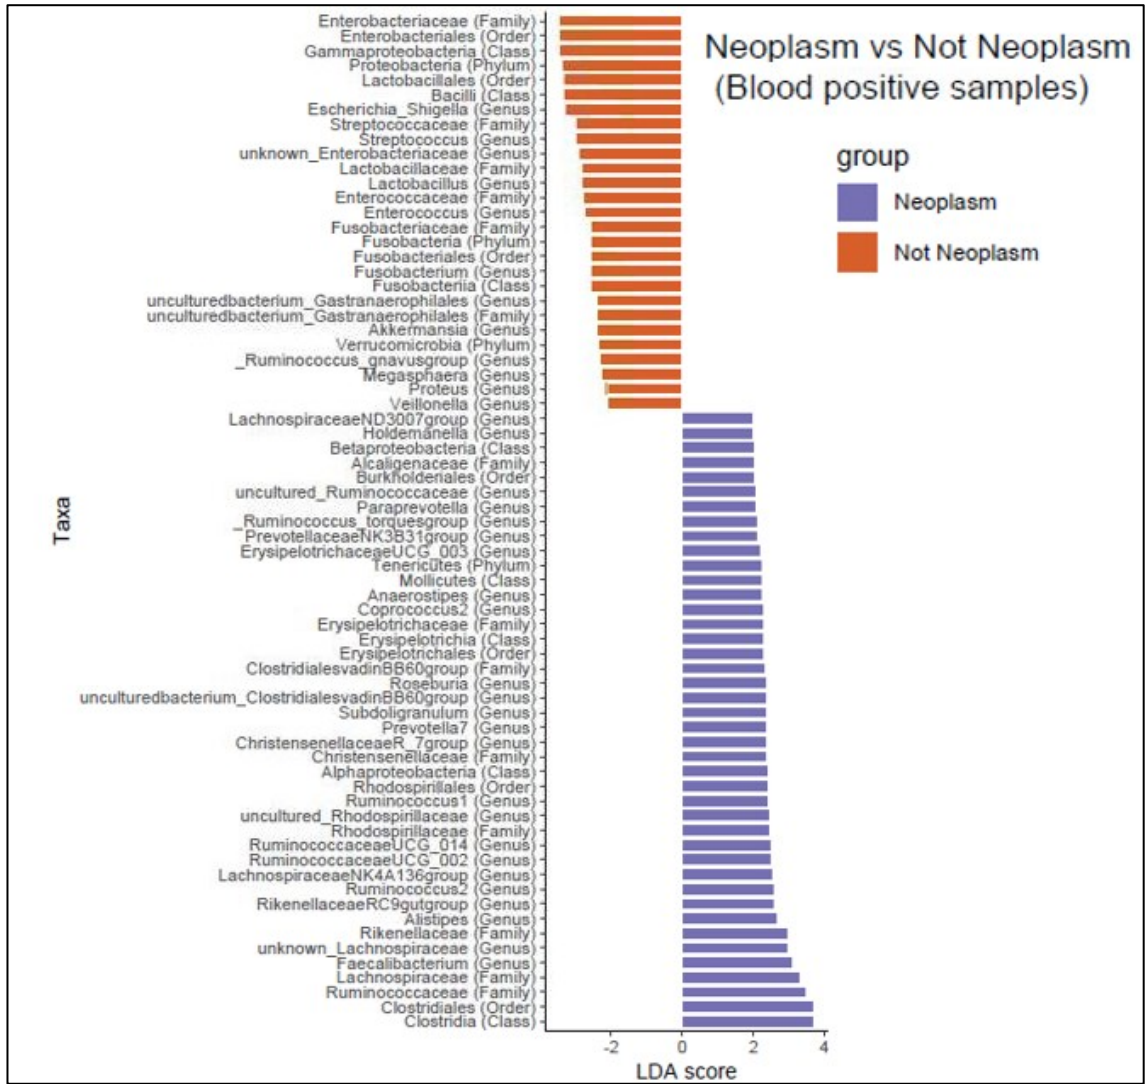 Neoplasm vs Not Neoplasm
(Blood positive samples)
group
Neoplasm
Not Neoplasm
Taxa
Enterobacteriaceae (Family)
Enterobacteriales (Order)
Gammaproteobacteria (Class)
Proteobacteria (Phylum)
Lactobacillales (Order)
Bacilli (Class)
Escherichia_Shigella (Genus)
Streptococcaceae (Family)
Streptococcus (Genus)
unknown_Enterobacteriaceae (Genus)
Lactobacillaceae (Family)
Lactobacillus (Genus)
Enterococcaceae (Family)
Enterococcus (Genus)
Fusobacteriaceae (Family)
Fusobacteria (Phylum)
Fusobacteriales (Order)
Fusobacterium (Genus)
Fusobacteriia (Class)
unculturedbacterium_Gastranaerophilales (Genus)
unculturedbacterium_Gastranaerophilales (Family)
Akkermansia (Genus)
Verrucomicrobia (Phylum)
_Ruminococcus_gnavusgroup (Genus)
Megasphaera (Genus)
Proteus (Genus)
Veillonella (Genus)
LachnospiraceaeND3007group (Genus)
Holdemanella (Genus)
Betaproteobacteria (Class)
Alcaligenaceae (Family)
Burkholderiales (Order)
uncultured_Ruminococcaceae (Genus)
Paraprevotella (Genus)
_Ruminococcus_torquesgroup (Genus)
PrevotellaceaeNK3B31group (Genus)
ErysipelotrichaceaeUCG_003 (Genus)
Tenericutes (Phylum)
Mollicutes (Class)
Anaerostipes (Genus)
Coprococcus2 (Genus)
Erysipelotrichaceae (Family)
Erysipelotrichia (Class)
Erysipelotrichales (Order)
ClostridialesvadinBB60group (Family)
Roseburia (Genus)
unculturedbacterium_ClostridialesvadinBB60group (Genus)
Subdoligranulum (Genus)
Prevotella7 (Genus)
ChristensenellaceaeR_7group (Genus)
Christensenellaceae (Family)
Alphaproteobacteria (Class)
Rhodospirillales (Order)
Ruminococcus1 (Genus)
uncultured_Rhodospirillaceae (Genus)
Rhodospirillaceae (Family)
RuminococcaceaeUCG_014 (Genus)
RuminococcaceaeUCG_002 (Genus)
LachnospiraceaeNK4A136group (Genus)
Ruminococcus2 (Genus)
RikenellaceaeRC9gutgroup (Genus)
Alistipes (Genus)
Rikenellaceae (Family)
unknown_Lachnospiraceae (Genus)
Faecalibacterium (Genus)
Lachnospiraceae (Family)
Ruminococcaceae (Family)
Clostridiales (Order)
Clostridia (Class)
-2 0 2 4
LDA score